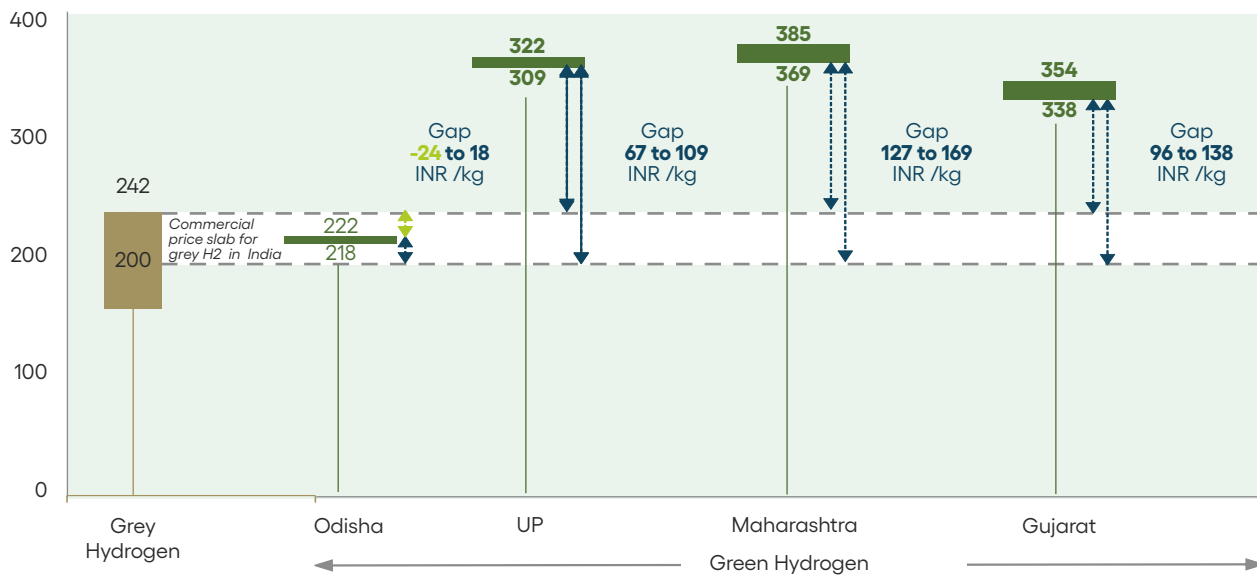 400
300
200
100
0
242
200
Commercial
price slab for
grey H2 in India
222
218
Gap
-24 to 18
INR /kg
322
309
Gap
67 to 109
INR /kg
385
369
Gap
127 to 169
INR /kg
354
338
Gap
96 to 138
INR /kg
Grey
Hydrogen
Odisha
UP
Maharashtra
Gujarat
Green Hydrogen